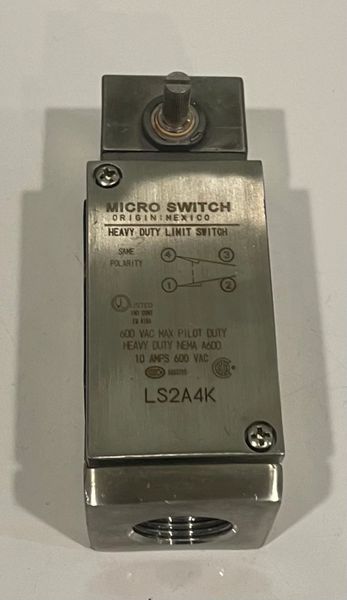 MICRO SWITCH
ORIGIN:MEXICO
HEAVY DUTY LIMIT SWITCH
SAME
POLARITY
4 3
1 2
UL LISTED
600 VAC MAX PILOT DUTY
HEAVY DUTY NEMA A600
10 AMPS 600 VAC
LS2A4K